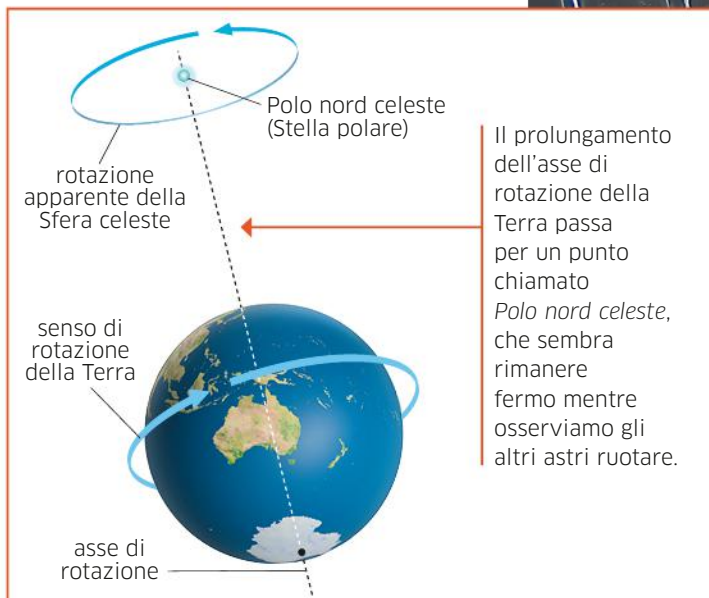 Polo nord celeste
(Stella polare)
rotazione
apparente della
Sfera celeste
senso di
rotazione
della Terra
asse di
rotazione
Il prolungamento
dell'asse di
rotazione della
Terra passa
per un punto
chiamato
Polo nord celeste,
che sembra
rimanere
fermo mentre
osserviamo gli
altri astri ruotare.